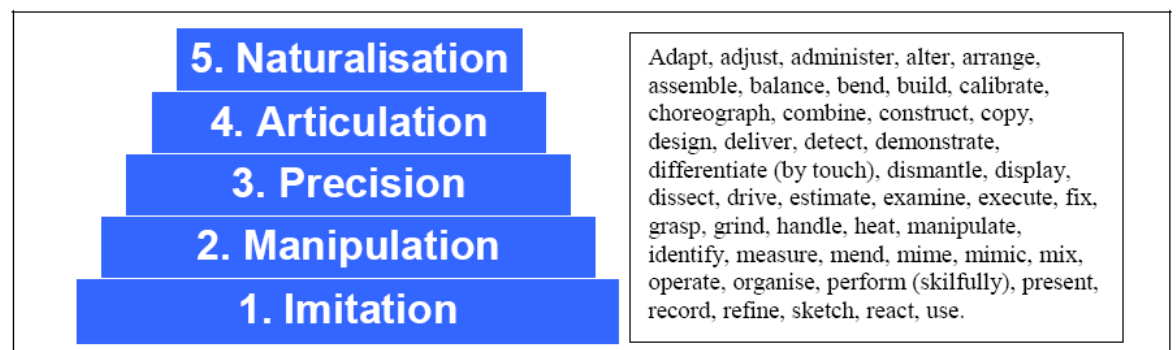 5. Naturalisation
4. Articulation
3. Precision
2. Manipulation
1. Imitation
Adapt, adjust, administer, alter, arrange,
assemble, balance, bend, build, calibrate,
choreograph, combine, construct, copy,
design, deliver, detect, demonstrate,
differentiate (by touch), dismantle, display,
dissect, drive, estimate, examine, execute, fix,
grasp, grind, handle, heat, manipulate,
identify, measure, mend, mime, mimic, mix,
operate, organise, perform (skilfully), present,
record, refine, sketch, react, use.